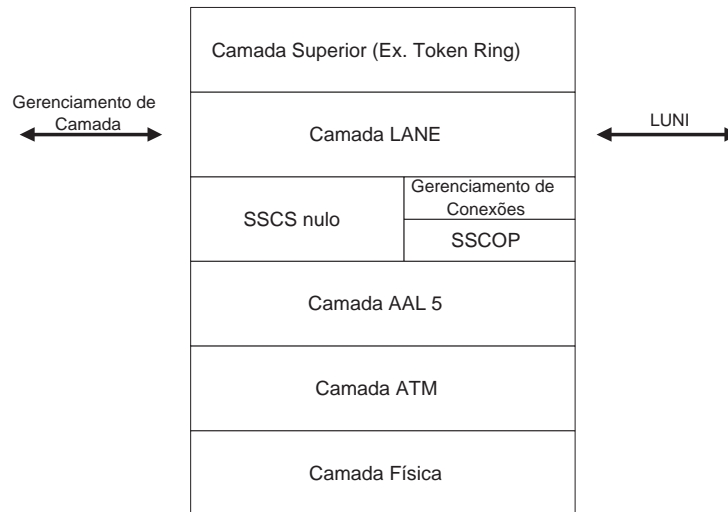 Camada Superior (Ex. Token Ring)
Gerenciamento de
Camada
Camada LANE
LUNI
SSCS nulo
Gerenciamento de
Conexões
SSCOP
Camada AAL 5
Camada ATM
Camada Física